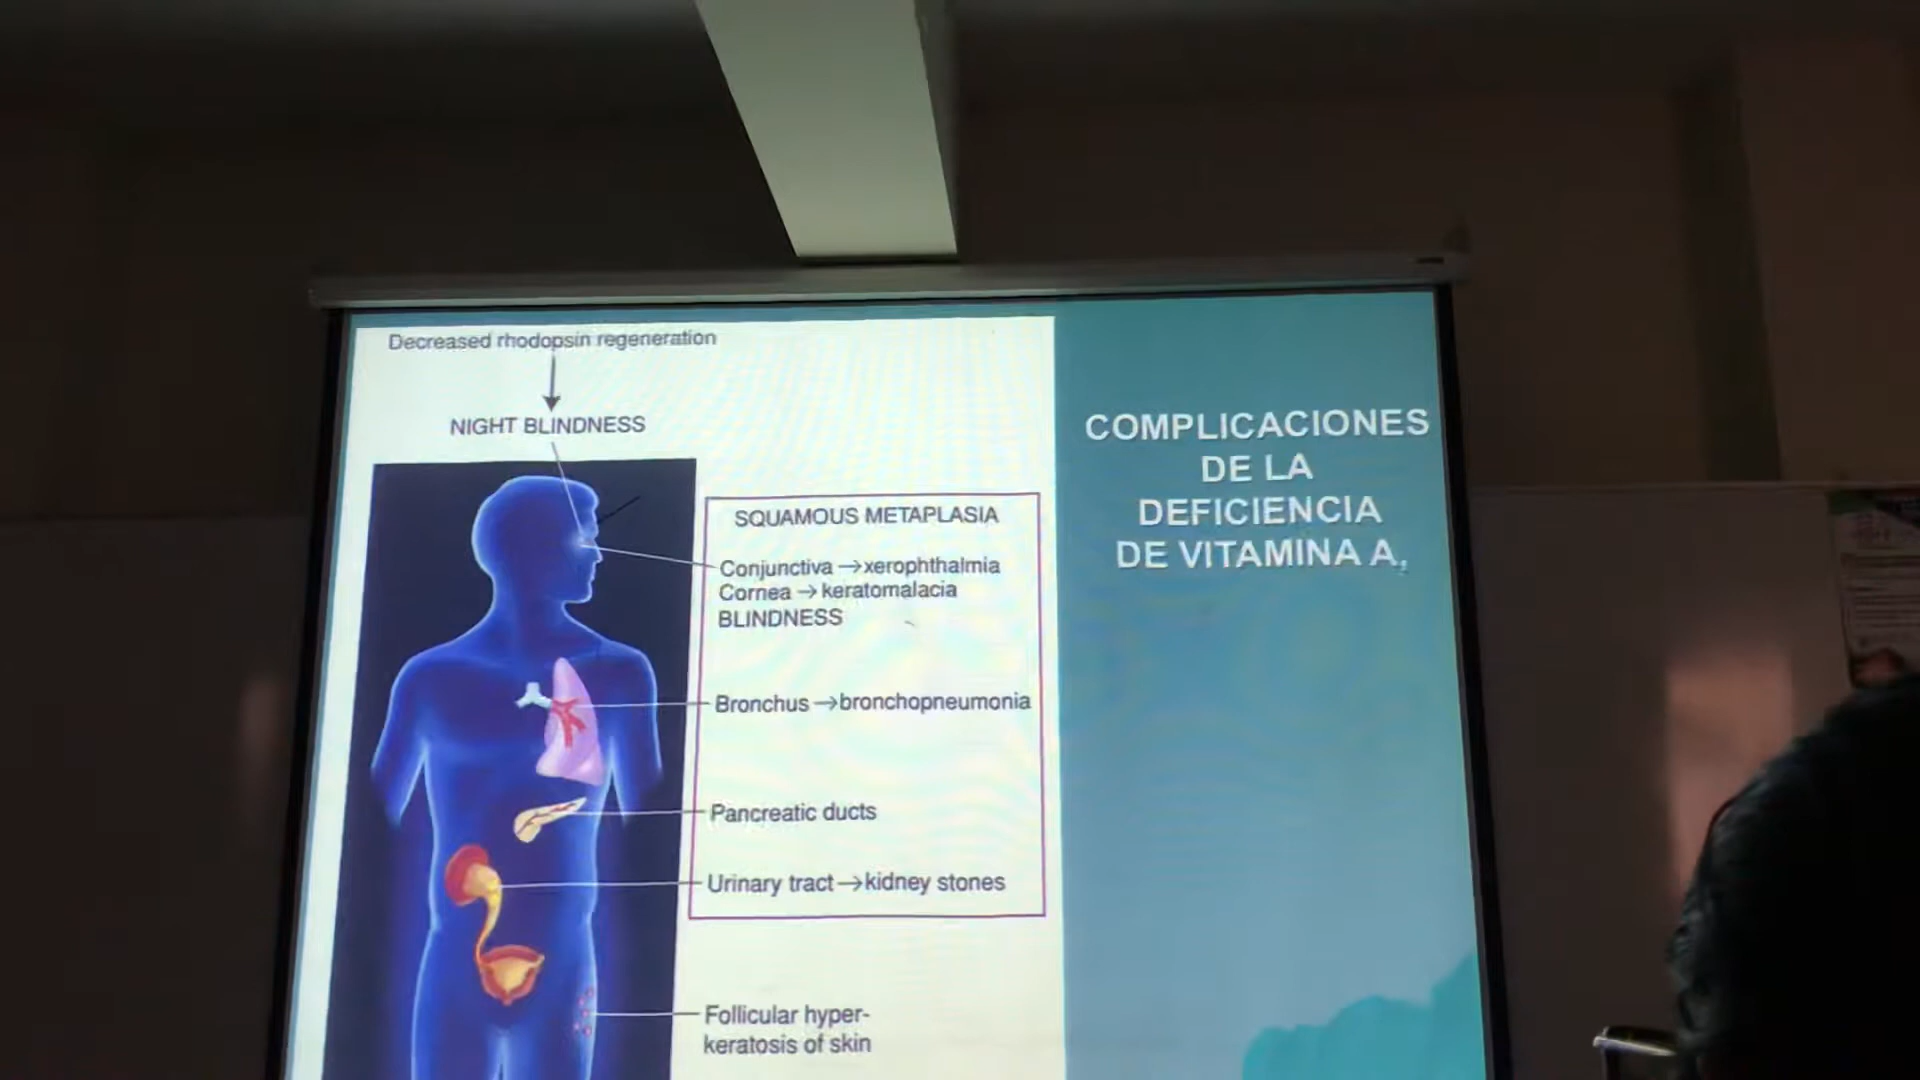 Decreased rhodopsin regeneration
NIGHT BLINDNESS
SQUAMOUS METAPLASIA
Conjunctiva →xerophthalmia
Cornea → keratomalacia
BLINDNESS
Bronchus →bronchopneumonia
Pancreatic ducts
Urinary tract→kidney stones
Follicular hyper-
keratosis of skin
COMPLICACIONES
DE LA
DEFICIENCIA
DE VITAMINA A,